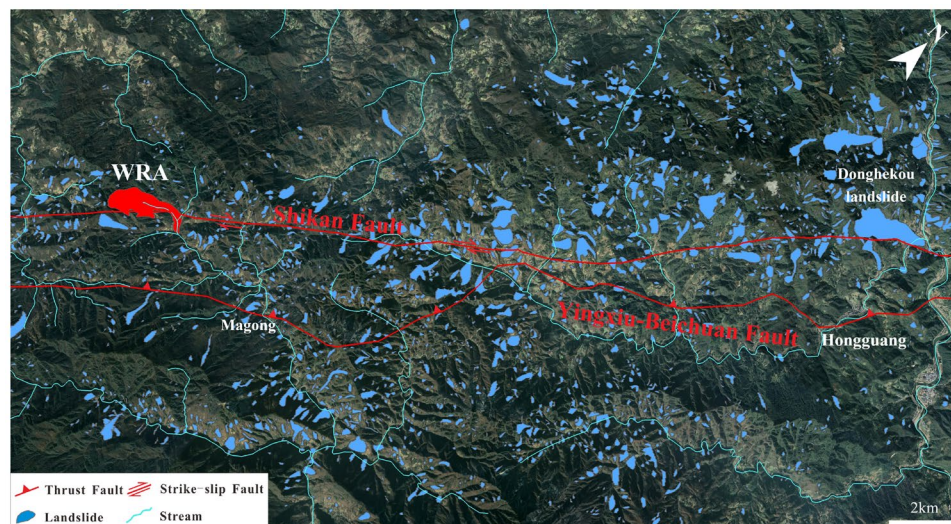 WRA
Shikan Fault
Donghekou
landslide
Magong
Yingxiu-Beichuan Fault
Hongguang
Thrust Fault
Strike-slip Fault
Landslide
Stream
2km